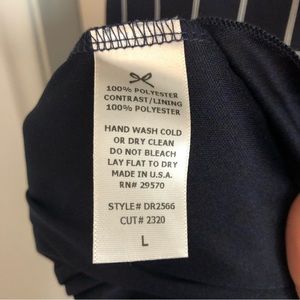 100% POLYESTER
CONTRAST/LINING
100% POLYESTER
HAND WASH COLD
OR DRY CLEAN
DO NOT BLEACH
LAY FLAT TO DRY
MADE IN U.S.A.
RN# 29570
STYLE# DR2566
CUT# 2320
L